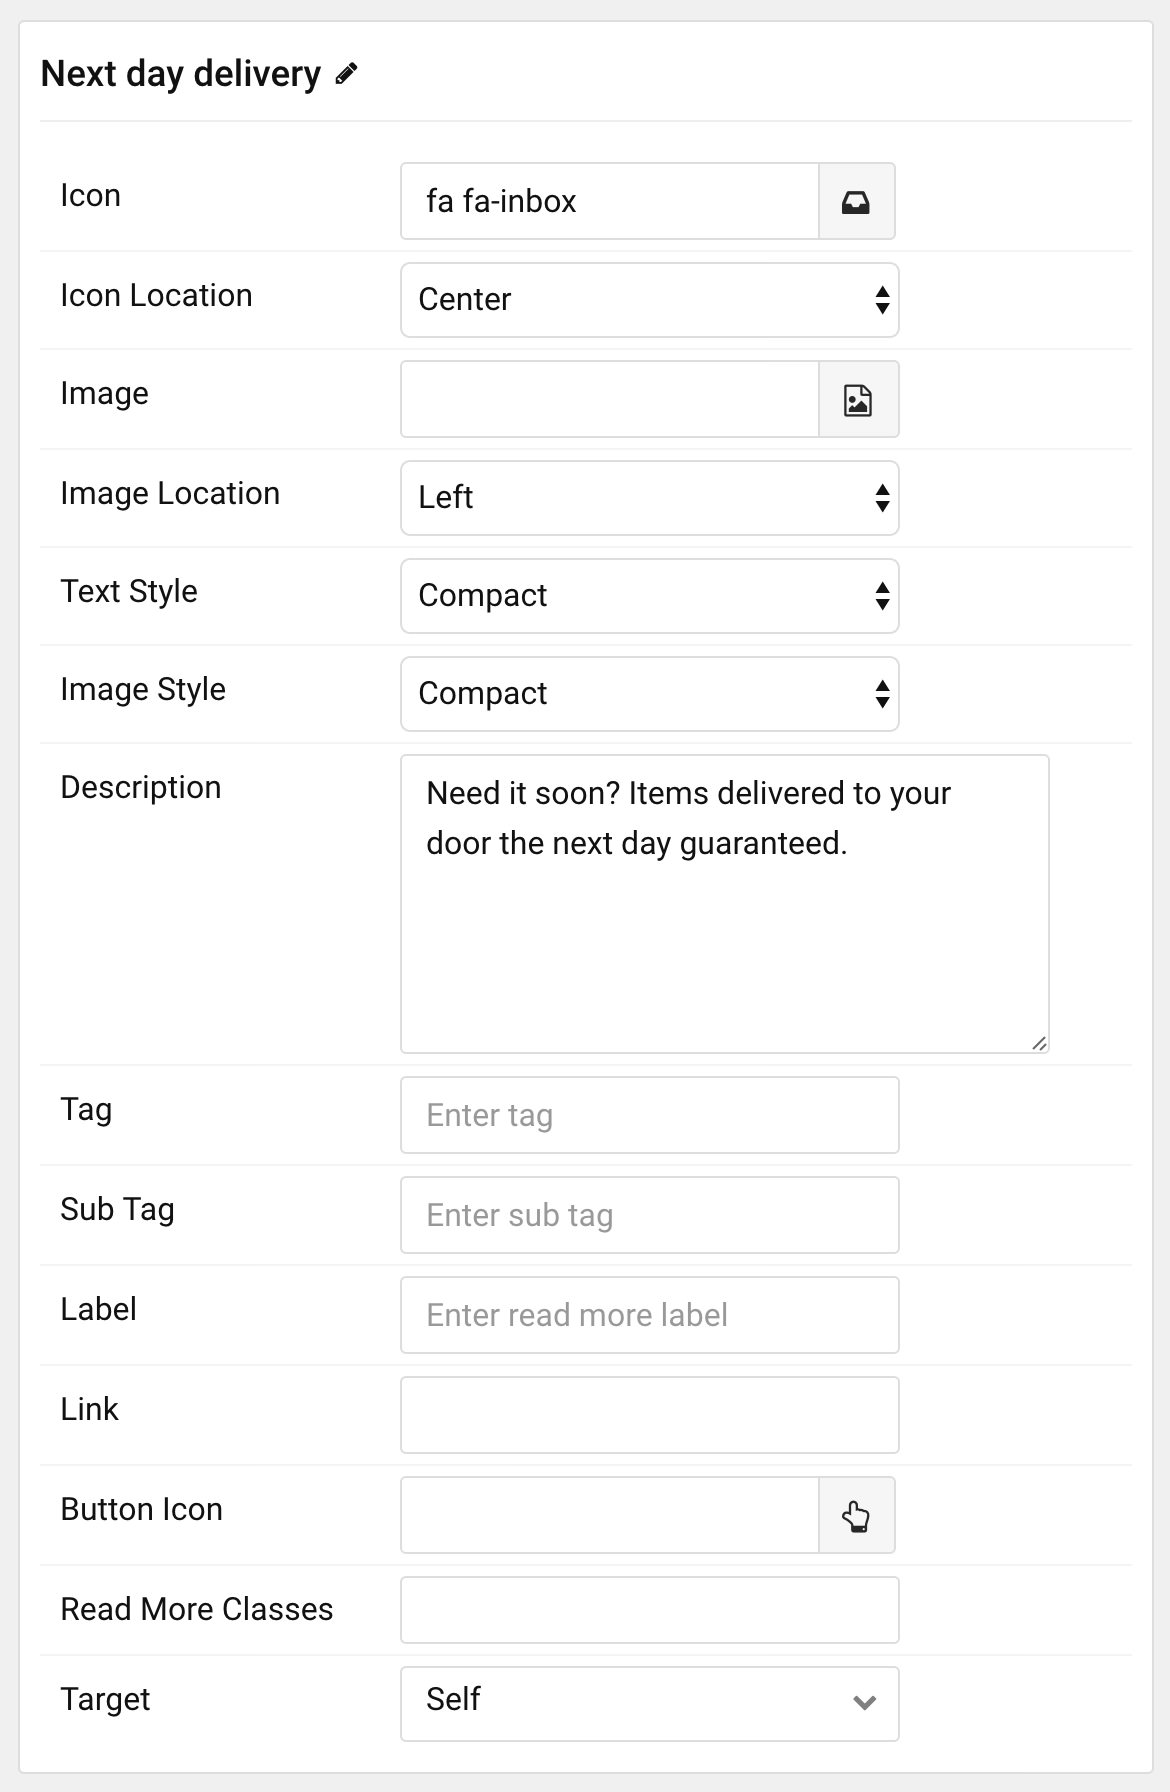 Next day delivery
Icon
fa fa-inbox
Icon Location
Center
Image
Image Location
Left
Text Style
Compact
Image Style
Compact
Description
Need it soon? Items delivered to your
door the next day guaranteed.
Tag
Enter tag
Sub Tag
Enter sub tag
Label
Enter read more label
Link
Button Icon
Read More Classes
Target
Self